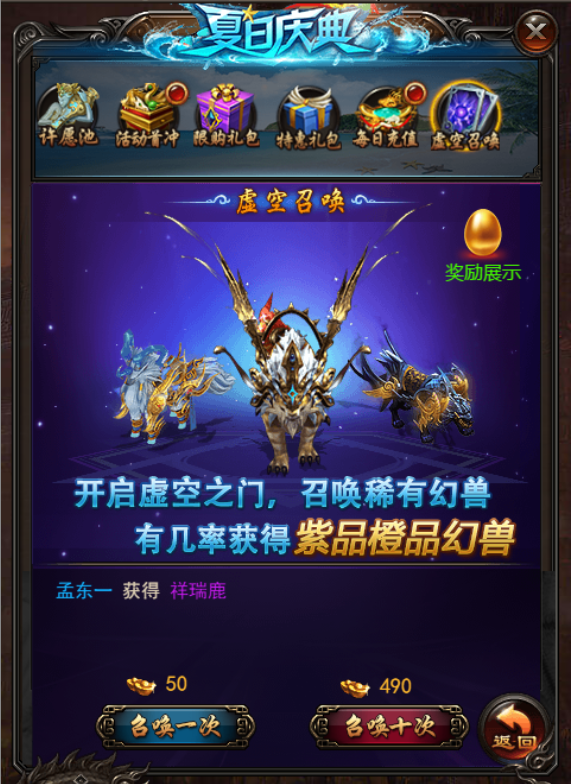 夏日庆典
许愿池 活动首冲 限购礼包 特惠礼包 每日充值 虚空召唤
虚空召唤
奖励展示
开启虚空之门，召唤稀有幻兽
有几率获得紫品橙品幻兽
孟东一 获得 祥瑞鹿
50 490
召唤一次 召唤十次 返回